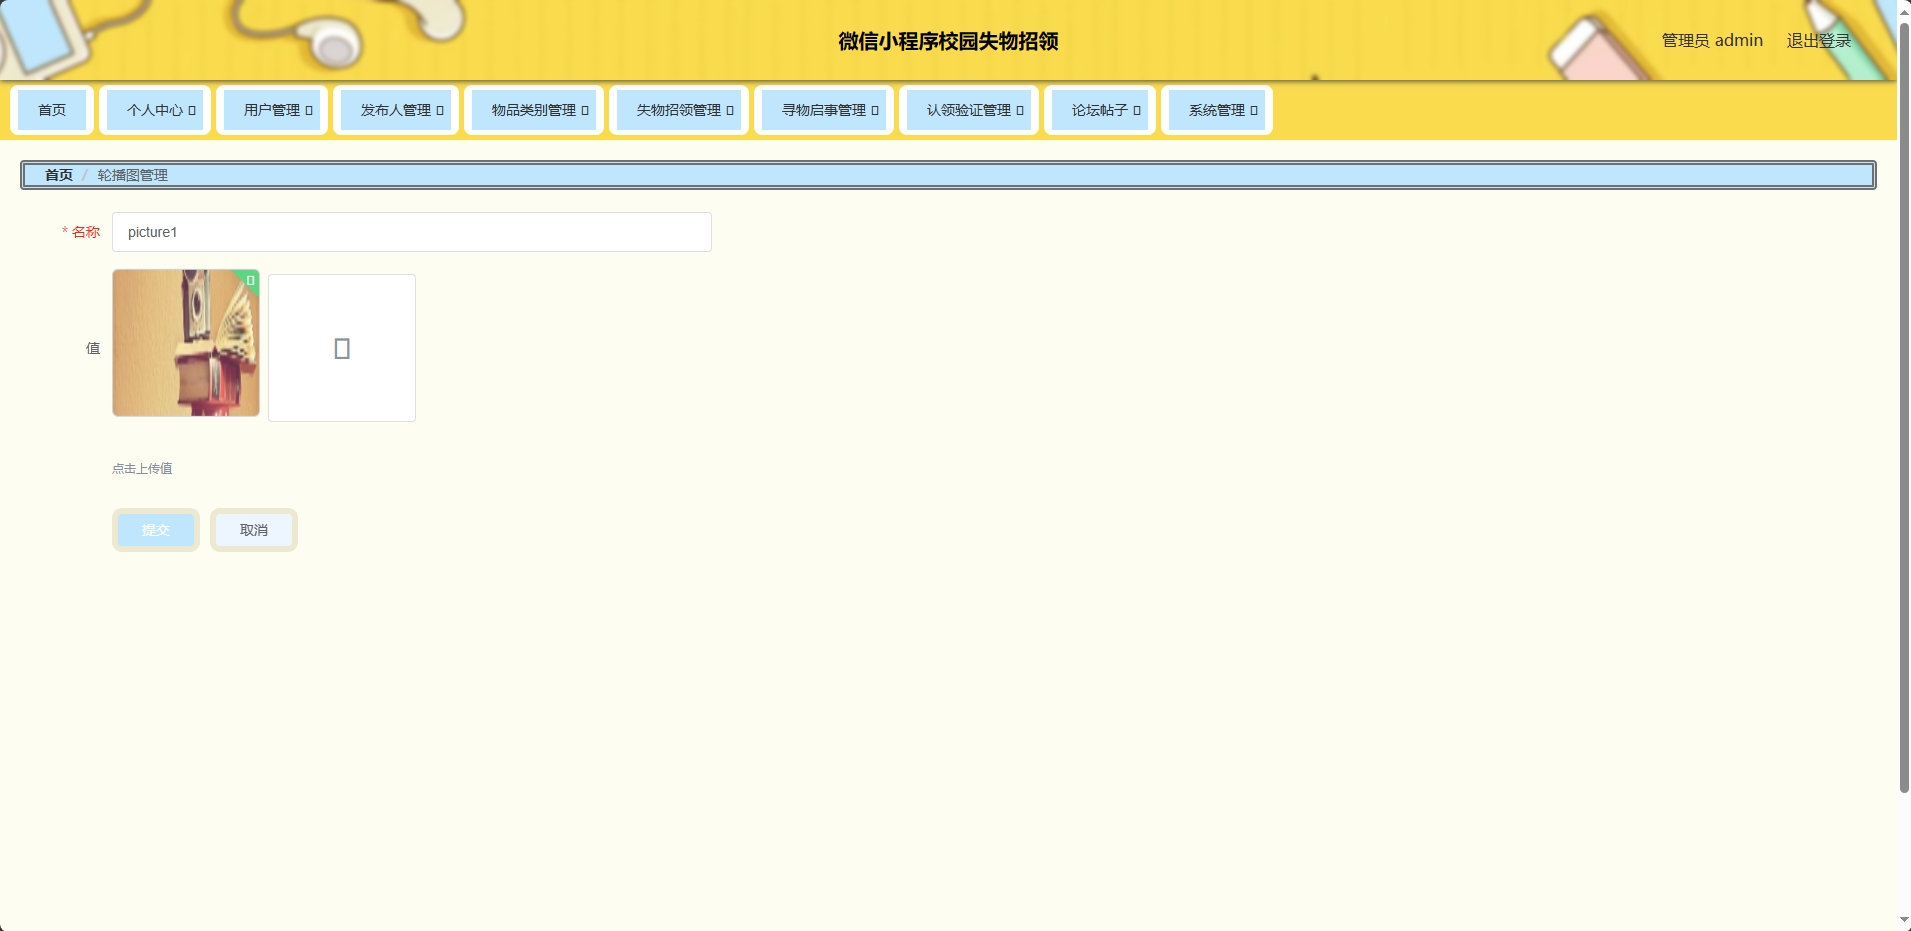 微信小程序校园失物招领
管理员 admin 退出登录
首页 个人中心 用户管理 发布人管理 物品类别管理 失物招领管理 寻物启事管理 认领验证管理 论坛帖子 系统管理
首页 / 轮播图管理
* 名称 picture1
值
点击上传值
提交 取消